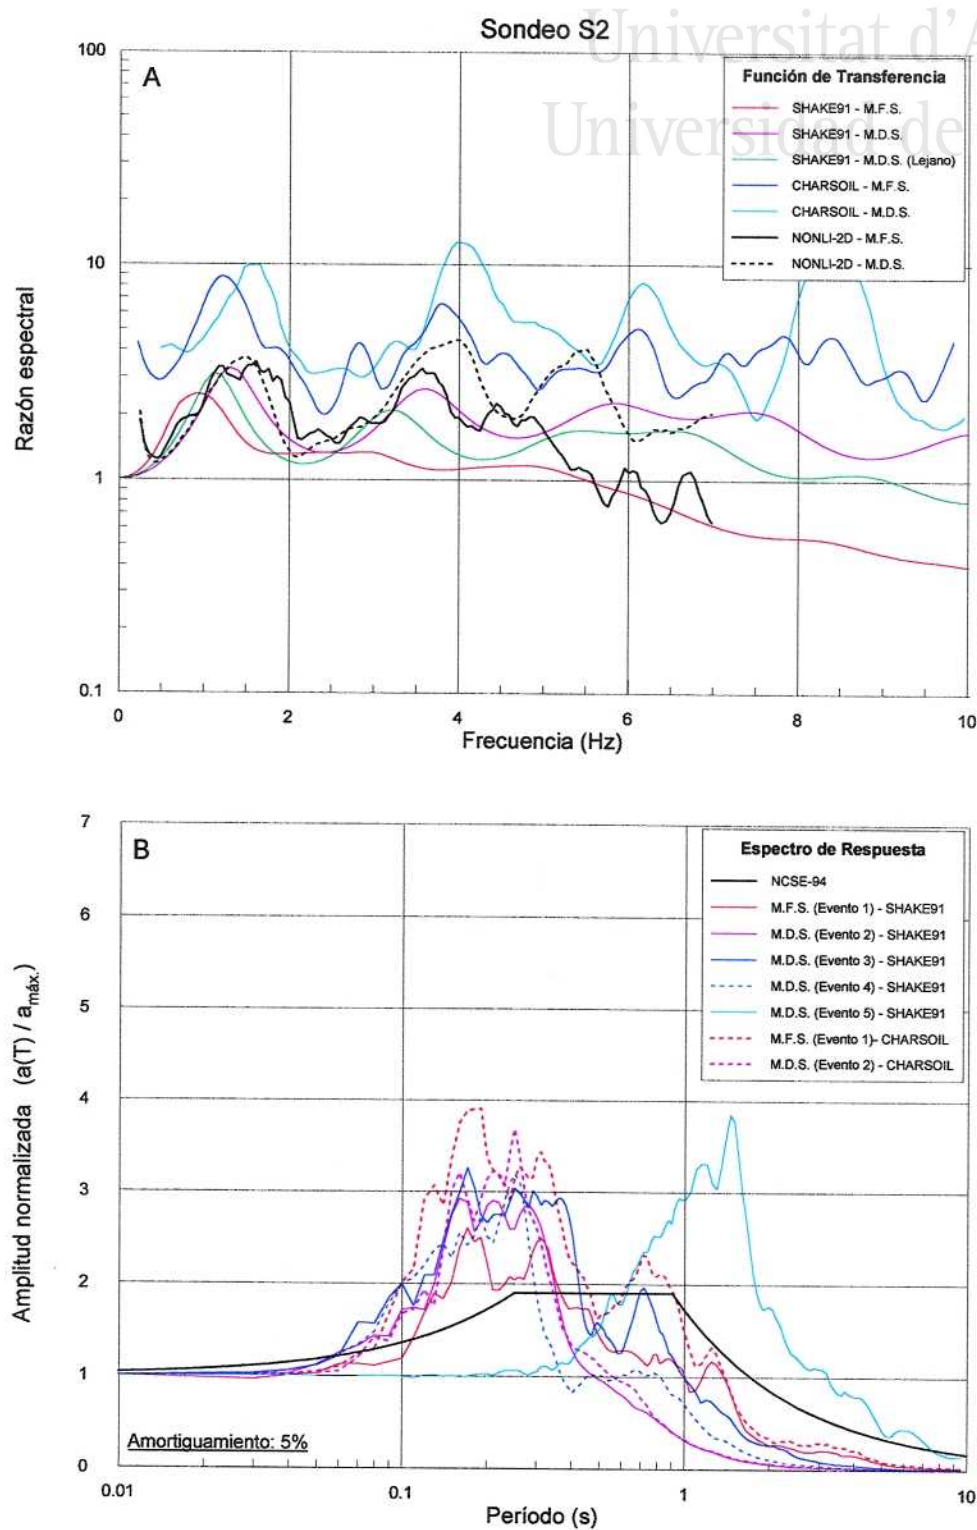 Universitat d'A
Universidad de
Sondeo S2
A
Función de Transferencia
SHAKE91 - M.F.S.
SHAKE91 - M.D.S.
SHAKE91 - M.D.S. (Lejano)
CHARSOIL - M.F.S.
CHARSOIL - M.D.S.
NONLI-2D - M.F.S.
NONLI-2D - M.D.S.
Razón espectral
100
10
1
0.1
0
2
4
6
8
10
Frecuencia (Hz)
B
Espectro de Respuesta
NCSE-94
M.F.S. (Evento 1) - SHAKE91
M.D.S. (Evento 2) - SHAKE91
M.D.S. (Evento 3) - SHAKE91
M.D.S. (Evento 4) - SHAKE91
M.D.S. (Evento 5) - SHAKE91
M.F.S. (Evento 1)- CHARSOIL
M.D.S. (Evento 2) - CHARSOIL
Amplitud normalizada (a(T) / a máx.)
7
6
5
4
3
2
1
0
Amortiguamiento: 5%
0.01
0.1
1
10
Período (s)